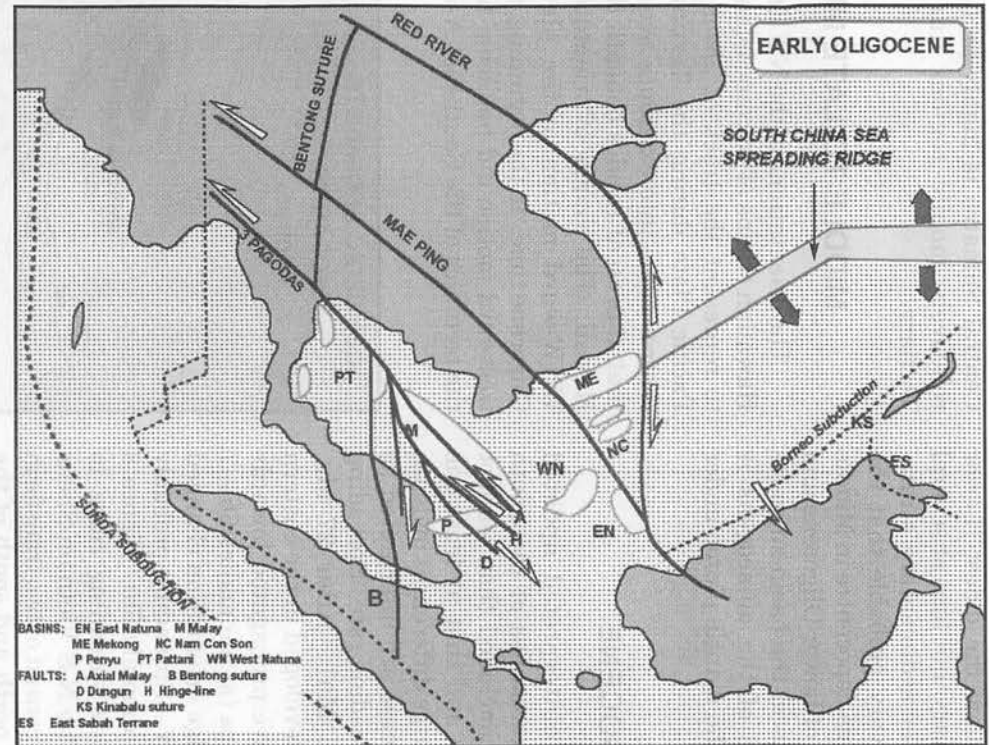 EARLY OLIGOCENE
RED RIVER
BENTONG SUTURE
SOUTH CHINA SEA
SPREADING RIDGE
MAE PING
3 PAGODAS
PT
ME
M
NC
Borneo Subduction
KS
WN
ES
A
P
EN
H
D
SUNDA SUBDUCTION
B
BASINS: EN East Natuna M Malay
ME Mekong NC Nam Con Son
P Penyu PT Pattani WN West Natuna
FAULTS: A Axial Malay B Bentong suture
D Dungun H Hinge-line
KS Kinabalu suture
ES East Sabah Terrane